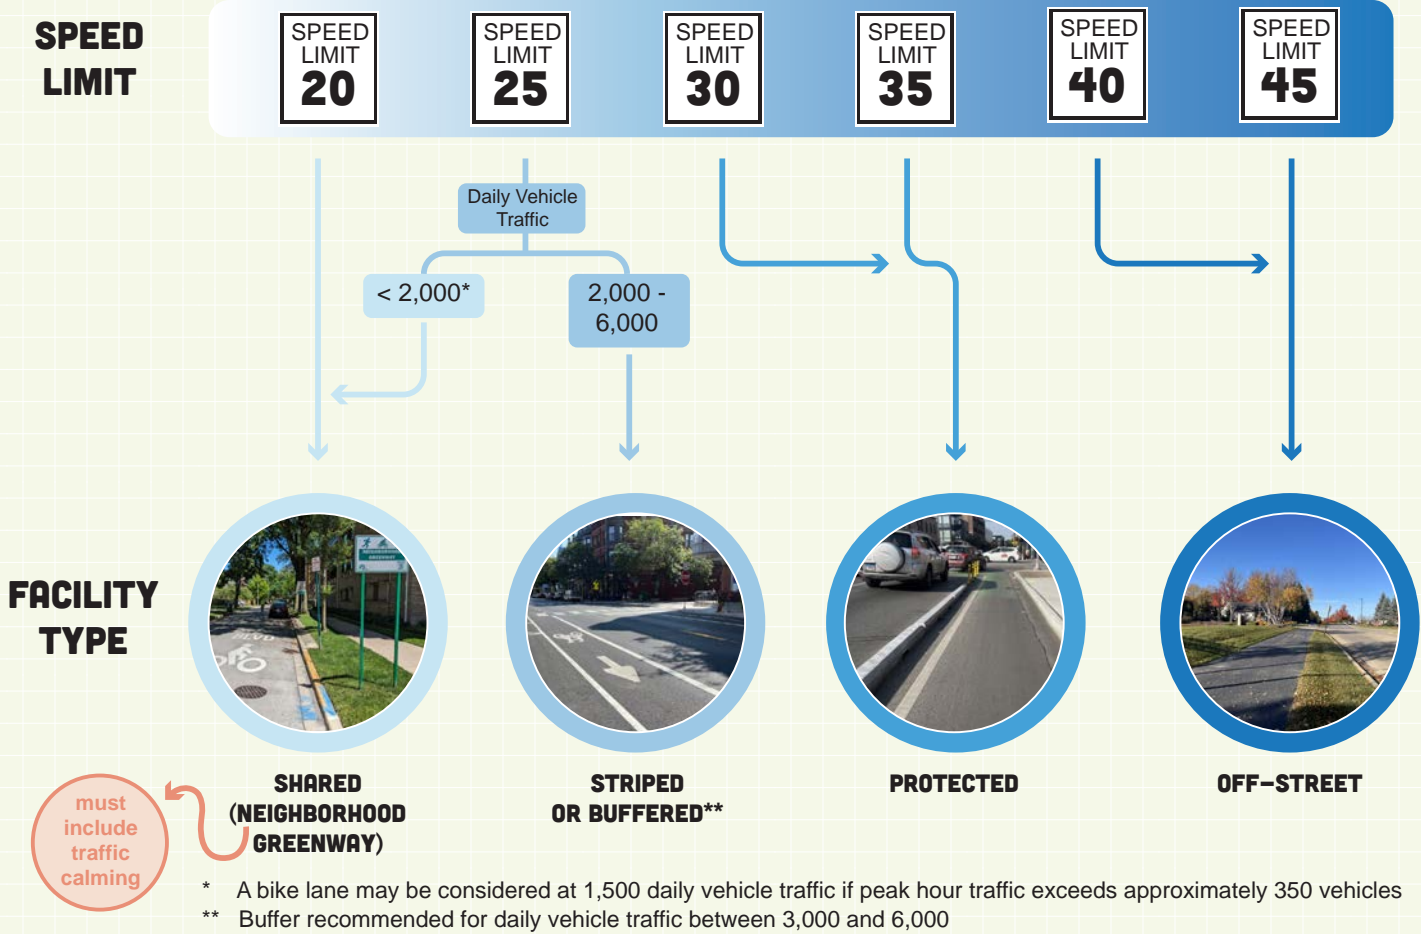 SPEED
LIMIT
SPEED
LIMIT
20
SPEED
LIMIT
25
SPEED
LIMIT
30
SPEED
LIMIT
35
SPEED
LIMIT
40
SPEED
LIMIT
45
Daily Vehicle
Traffic
< 2,000*
2,000 -
6,000
FACILITY
TYPE
NEIGHBORHOOD
GREENWAY
BLVD
SHARED
(NEIGHBORHOOD
GREENWAY)
STRIPED
OR BUFFERED**
PROTECTED
OFF-STREET
must
include
traffic
calming
* A bike lane may be considered at 1,500 daily vehicle traffic if peak hour traffic exceeds approximately 350 vehicles
** Buffer recommended for daily vehicle traffic between 3,000 and 6,000